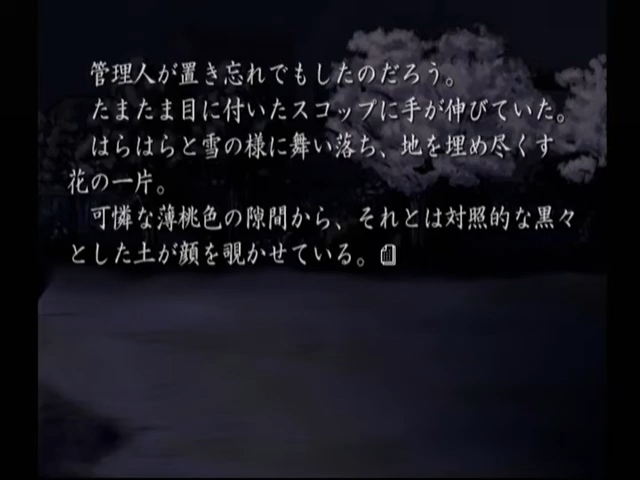 管理人が置き忘れでもしたのだろう。
たまたま目に付いたスコップに手が伸びていた。
はらはらと雪の様に舞い落ち、地を埋め尽くす
花の一片。
可憐な薄桃色の隙間から、それとは対照的な黒々
とした土が顔を覗かせている。